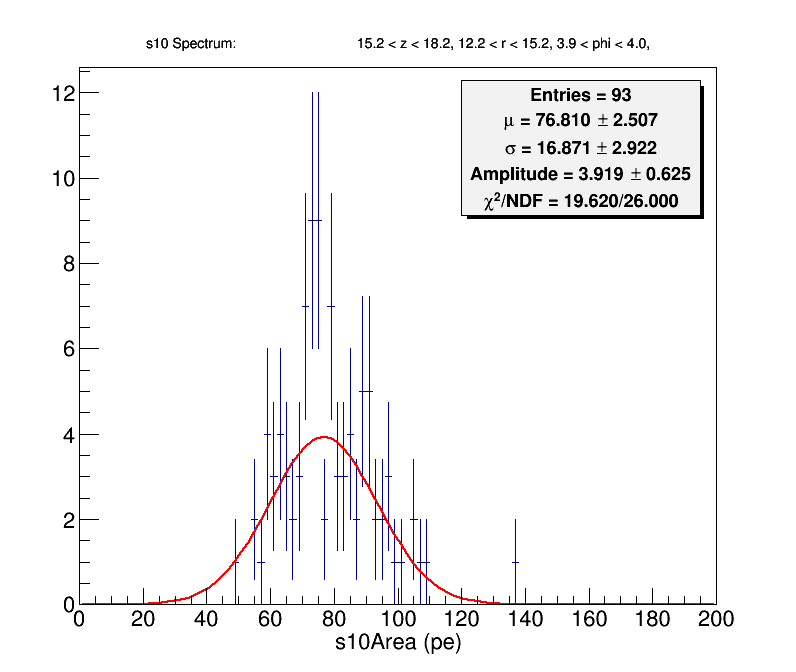 s10 Spectrum: 15.2 < z < 18.2, 12.2 < r < 15.2, 3.9 < phi < 4.0,
Entries = 93
μ = 76.810 ± 2.507
σ = 16.871 ± 2.922
Amplitude = 3.919 ± 0.625
χ²/NDF = 19.620/26.000
12
10
8
6
4
2
0
0 20 40 60 80 100 120 140 160 180 200
s10Area (pe)